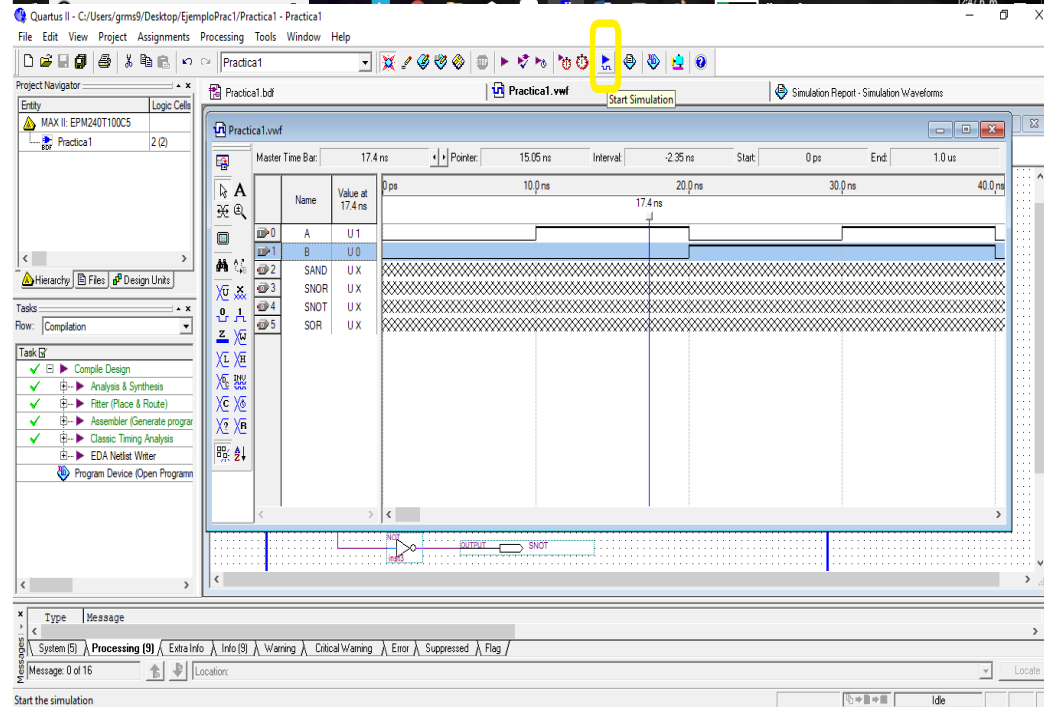 Quartus II - C:/Users/grms9/Desktop/EjemploPrac1/Practica1 - Practica1
File Edit View Project Assignments Processing Tools Window Help
Practica1
Project Navigator
Entity Logic Cells
MAX II: EPM240T100C5
Practica1 2 (2)
Hierarchy Files Design Units
Tasks
Flow: Compilation
Task
Compile Design
Analysis & Synthesis
Fitter (Place & Route)
Assembler (Generate program
Classic Timing Analysis
EDA Netlist Writer
Program Device (Open Programm
Practica1.bdf Practica1.vwf Simulation Report - Simulation Waveforms
Start Simulation
Practica1.vwf
Master Time Bar: 17.4 ns Pointer: 15.05 ns Interval: -2.35 ns Start: 0 ps End: 1.0 us
Name Value at 17.4 ns
0 ps 10.0 ns 20.0 ns 30.0 ns 40.0 ns
17.4 ns
0 A U 1
1 B U 0
2 SAND U X
3 SNOR U X
4 SNOT U X
5 SOR U X
NOT OUTPUT SNOT
inst3
Type Message
System (5) Processing (9) Extra Info Info (9) Warning Critical Warning Error Suppressed Flag
Messages
Message: 0 of 16 Location: Locate
Start the simulation Idle